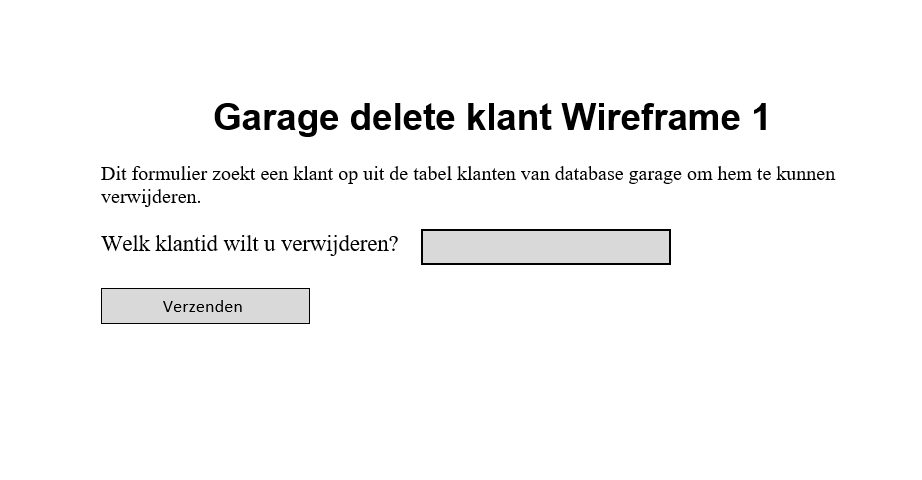 Garage delete klant Wireframe 1
Dit formulier zoekt een klant op uit de tabel klanten van database garage om hem te kunnen
verwijderen.
Welk klantid wilt u verwijderen?
Verzenden